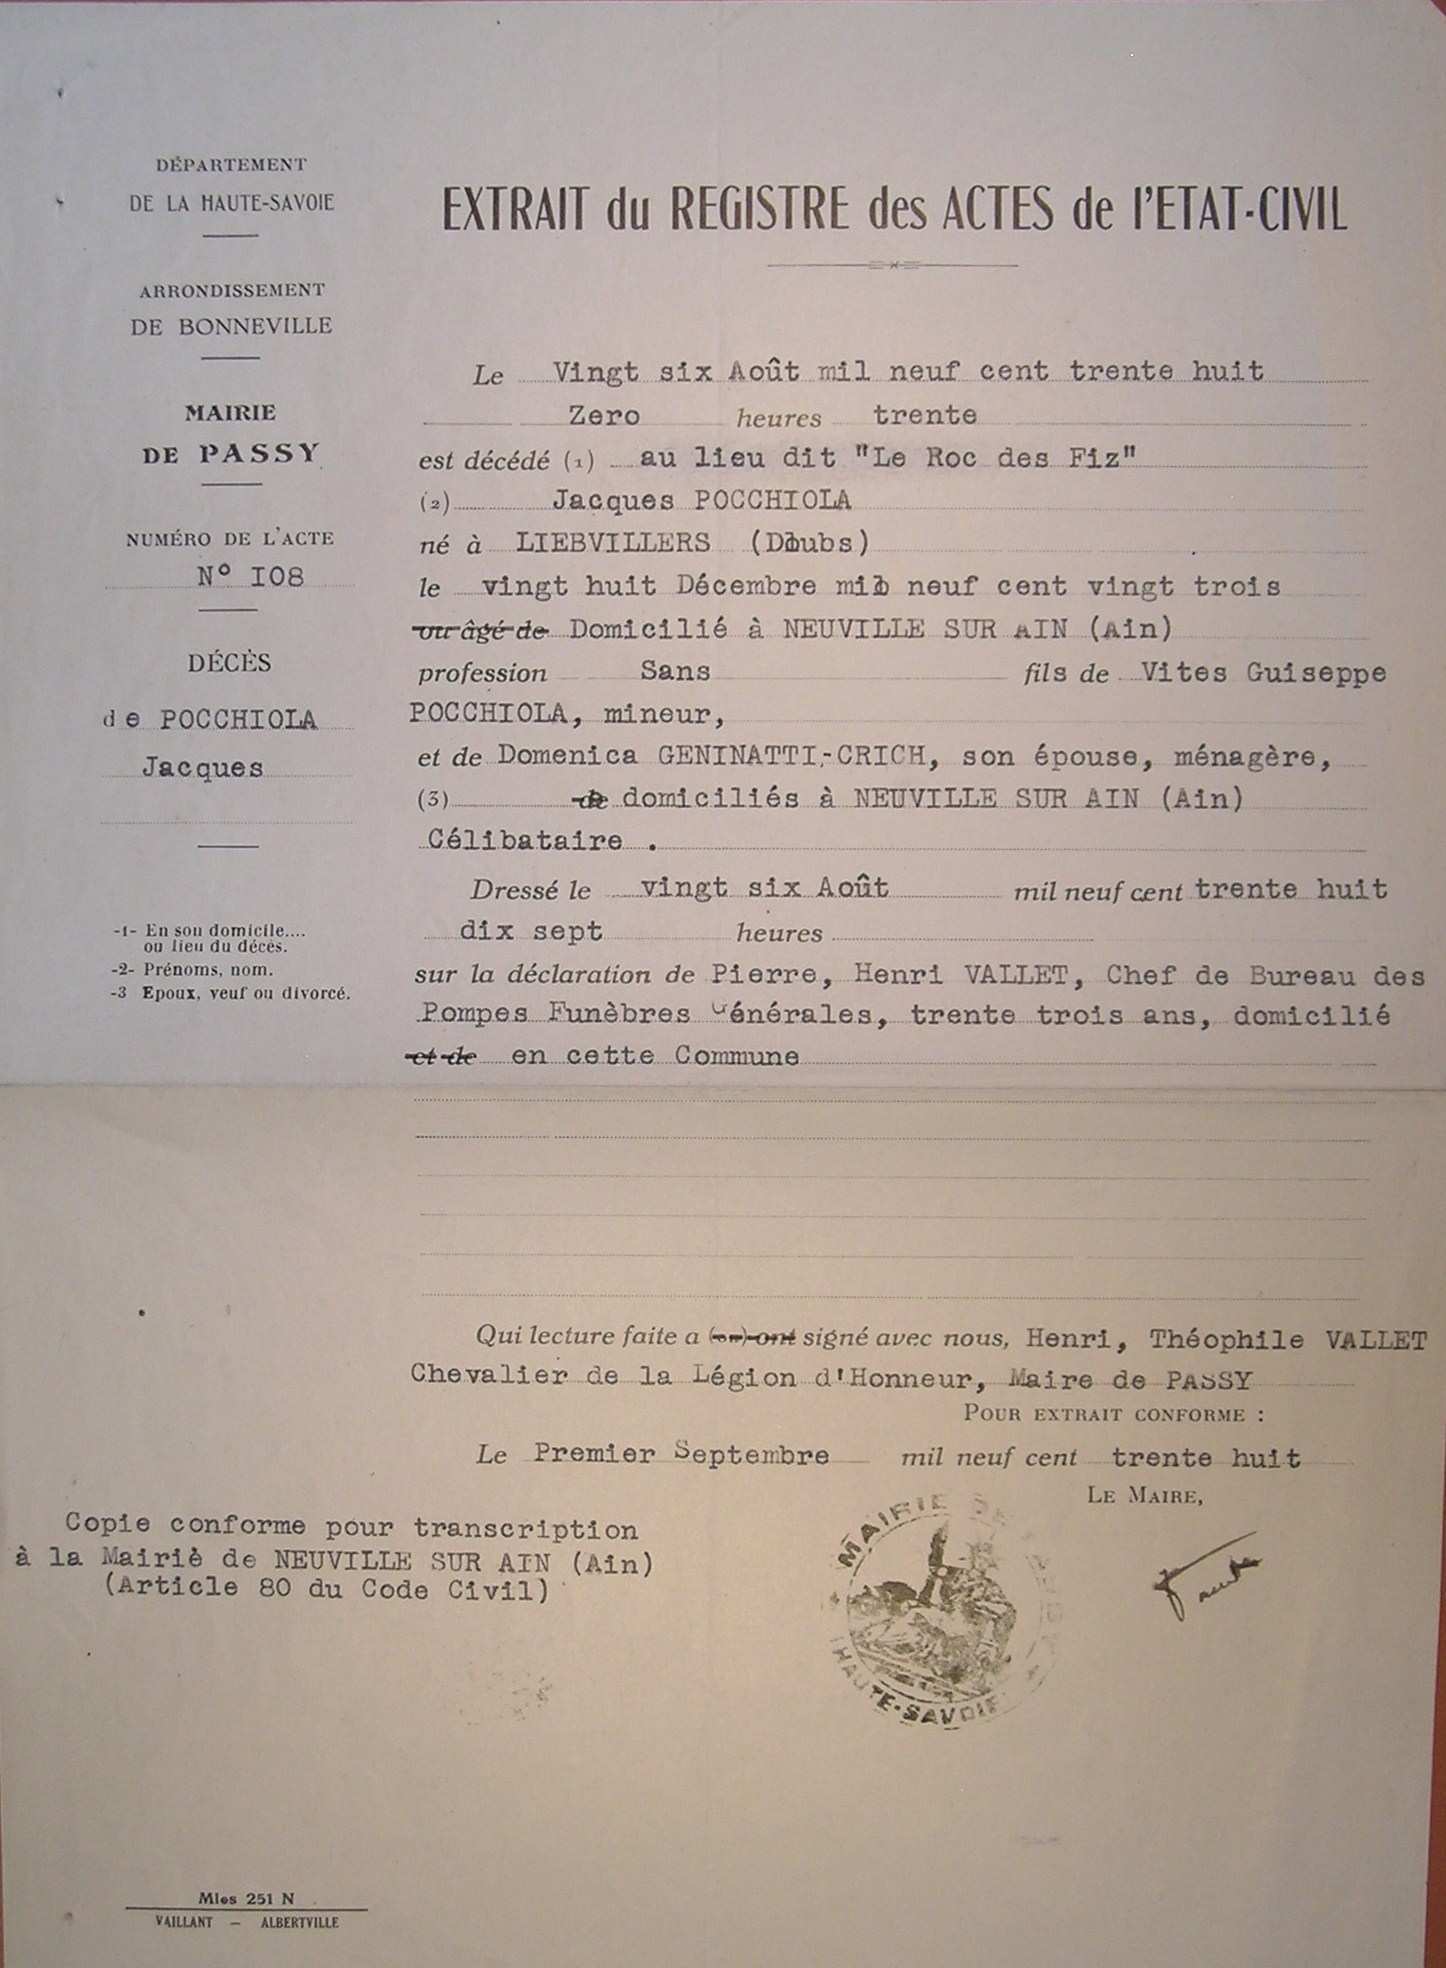 DÉPARTEMENT
DE LA HAUTE-SAVOIE
ARRONDISSEMENT
DE BONNEVILLE
MAIRIE
DE PASSY
NUMÉRO DE L'ACTE
N° I08
DÉCÈS
de POCCHIOLA
Jacques
-1- En son domicile....
ou lieu du décès.
-2- Prénoms, nom.
-3 Epoux, veuf ou divorcé.
EXTRAIT du REGISTRE des ACTES de l'ETAT-CIVIL
Le Vingt six Août mil neuf cent trente huit
Zero heures trente
est décédé (1) au lieu dit "Le Roc des Fiz"
(2) Jacques POCCHIOLA
né à LIEBVILLERS (Doubs)
le vingt huit Décembre mil neuf cent vingt trois
ou âgé de Domicilié à NEUVILLE SUR AIN (Ain)
profession Sans fils de Vites Guiseppe
POCCHIOLA, mineur,
et de Domenica GENINATTI-CRICH, son épouse, ménagère,
(3) de domiciliés à NEUVILLE SUR AIN (Ain)
Célibataire .
Dressé le vingt six Août mil neuf cent trente huit
dix sept heures
sur la déclaration de Pierre, Henri VALLET, Chef de Bureau des
Pompes Funèbres Générales, trente trois ans, domicilié
et de en cette Commune
Qui lecture faite a (on) ont signé avec nous, Henri, Théophile VALLET
Chevalier de la Légion d'Honneur, Maire de PASSY
POUR EXTRAIT CONFORME :
Le Premier Septembre mil neuf cent trente huit
LE MAIRE,
Copie conforme pour transcription
à la Mairiè de NEUVILLE SUR AIN (Ain)
(Article 80 du Code Civil)
MAIRIE DE
HAUTE-SAVOIE
Mles 251 N
VAILLANT — ALBERTVILLE